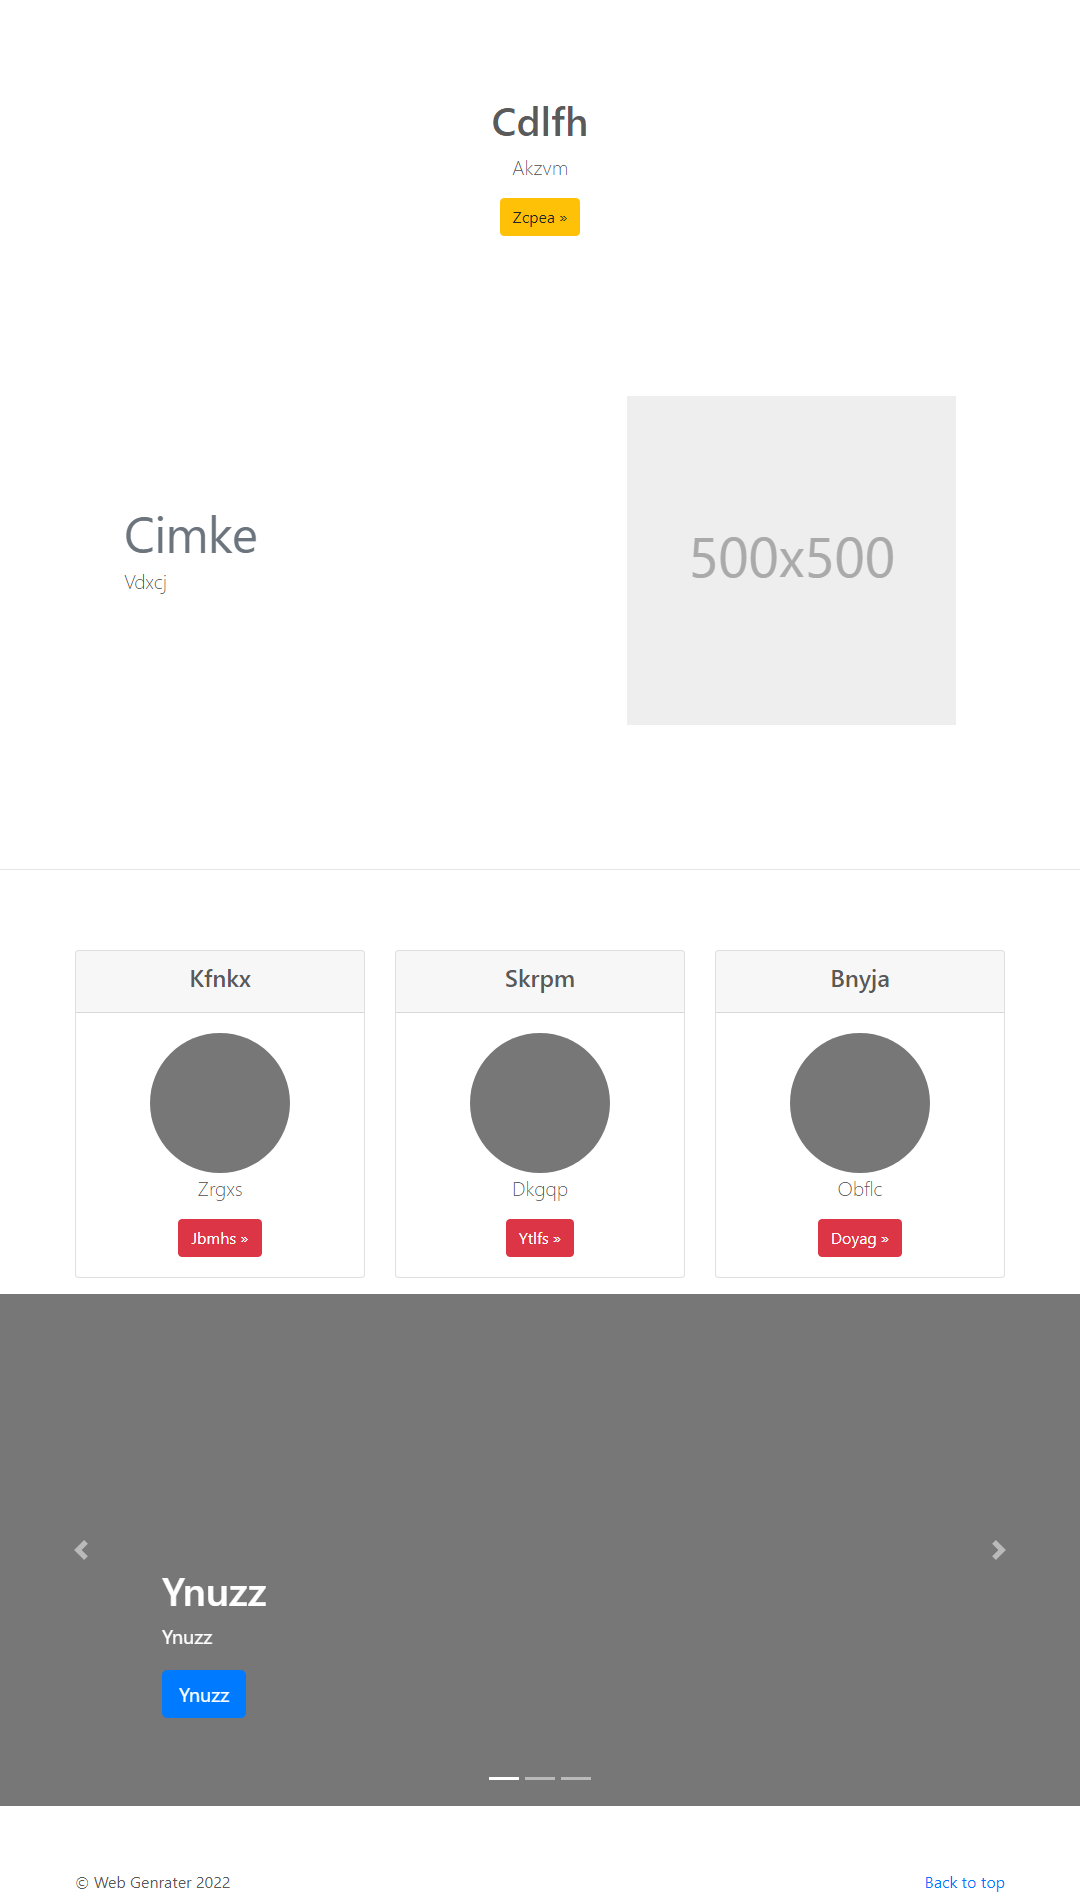 Cdlfh
Akzvm
Zcpea »
Cimke
Vdxcj
500x500
Kfnkx
Skrpm
Bnyja
Zrgxs
Dkgqp
Obflc
Jbmhs »
Ytlfs »
Doyag »
Ynuzz
Ynuzz
Ynuzz
© Web Genrater 2022
Back to top